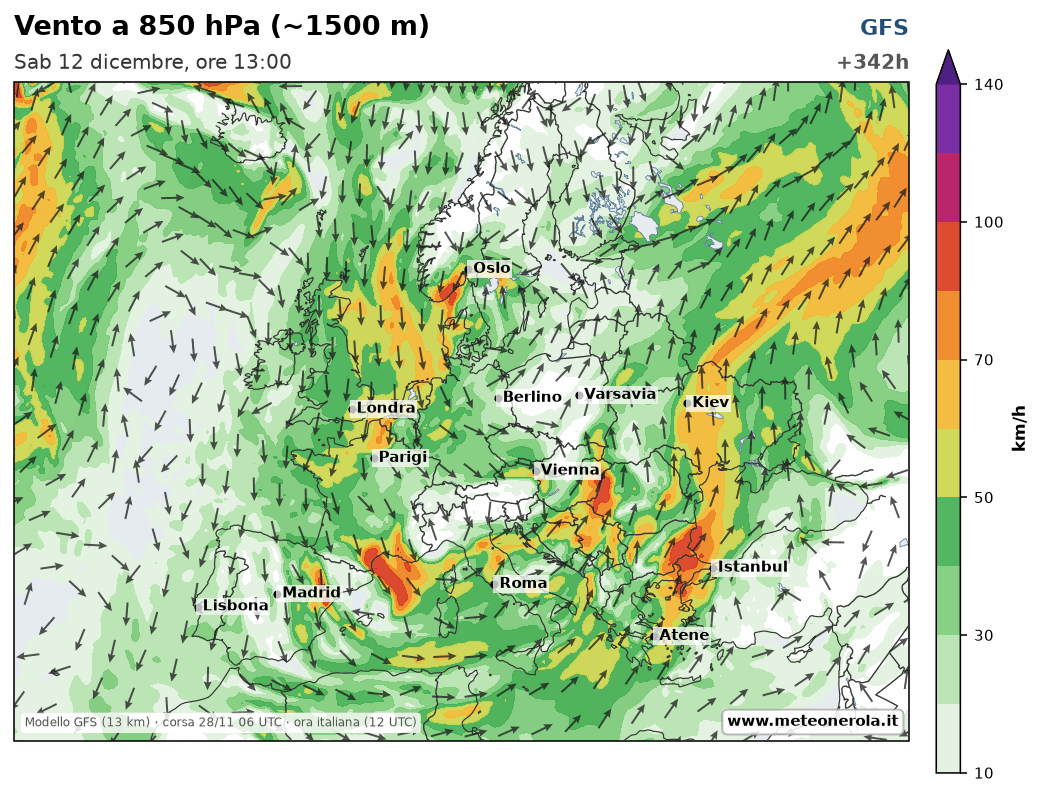 Vento a 850 hPa (~1500 m)
GFS
Sab 12 dicembre, ore 13:00
+342h
140
100
70
50
30
10
km/h
Oslo
Berlino
Varsavia
Kiev
Londra
Parigi
Vienna
Istanbul
Roma
Madrid
Lisbona
Atene
Modello GFS (13 km) · corsa 28/11 06 UTC · ora italiana (12 UTC)
www.meteonerola.it